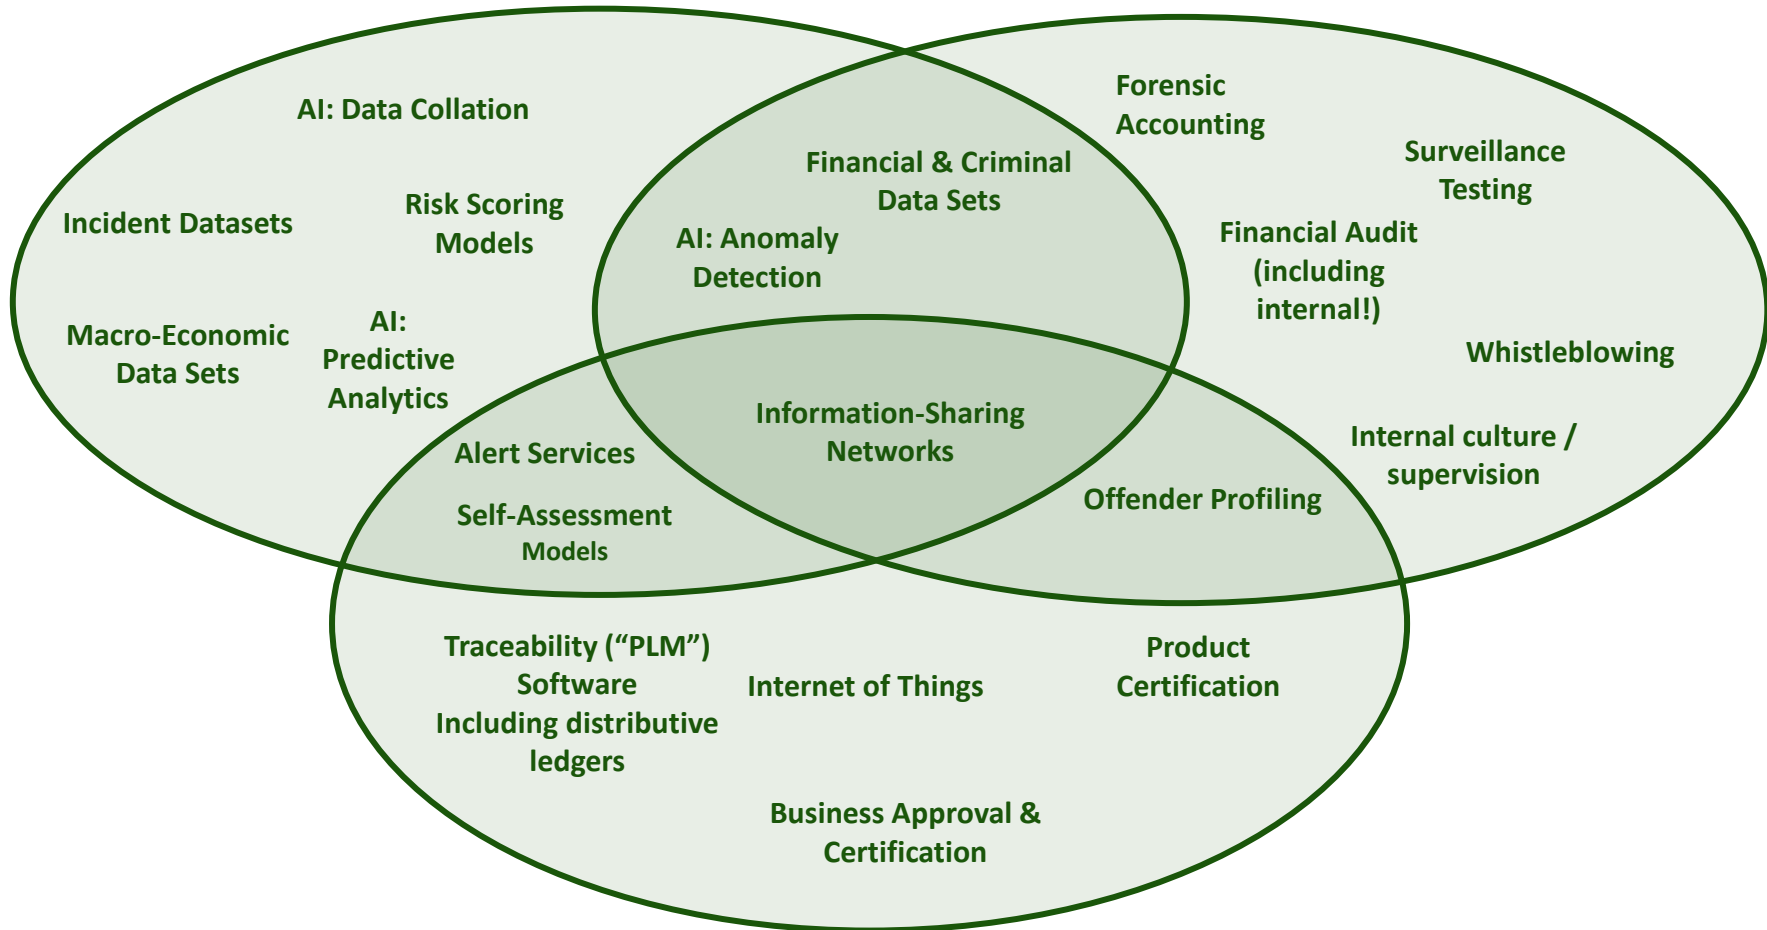 AI: Data Collation
Incident Datasets
Risk Scoring
Models
Macro-Economic
Data Sets
AI:
Predictive
Analytics
Financial & Criminal
Data Sets
AI: Anomaly
Detection
Forensic
Accounting
Surveillance
Testing
Financial Audit
(including
internal!)
Whistleblowing
Internal culture /
supervision
Information-Sharing
Networks
Alert Services
Self-Assessment
Models
Offender Profiling
Traceability (“PLM”)
Software
Including distributive
ledgers
Internet of Things
Product
Certification
Business Approval &
Certification